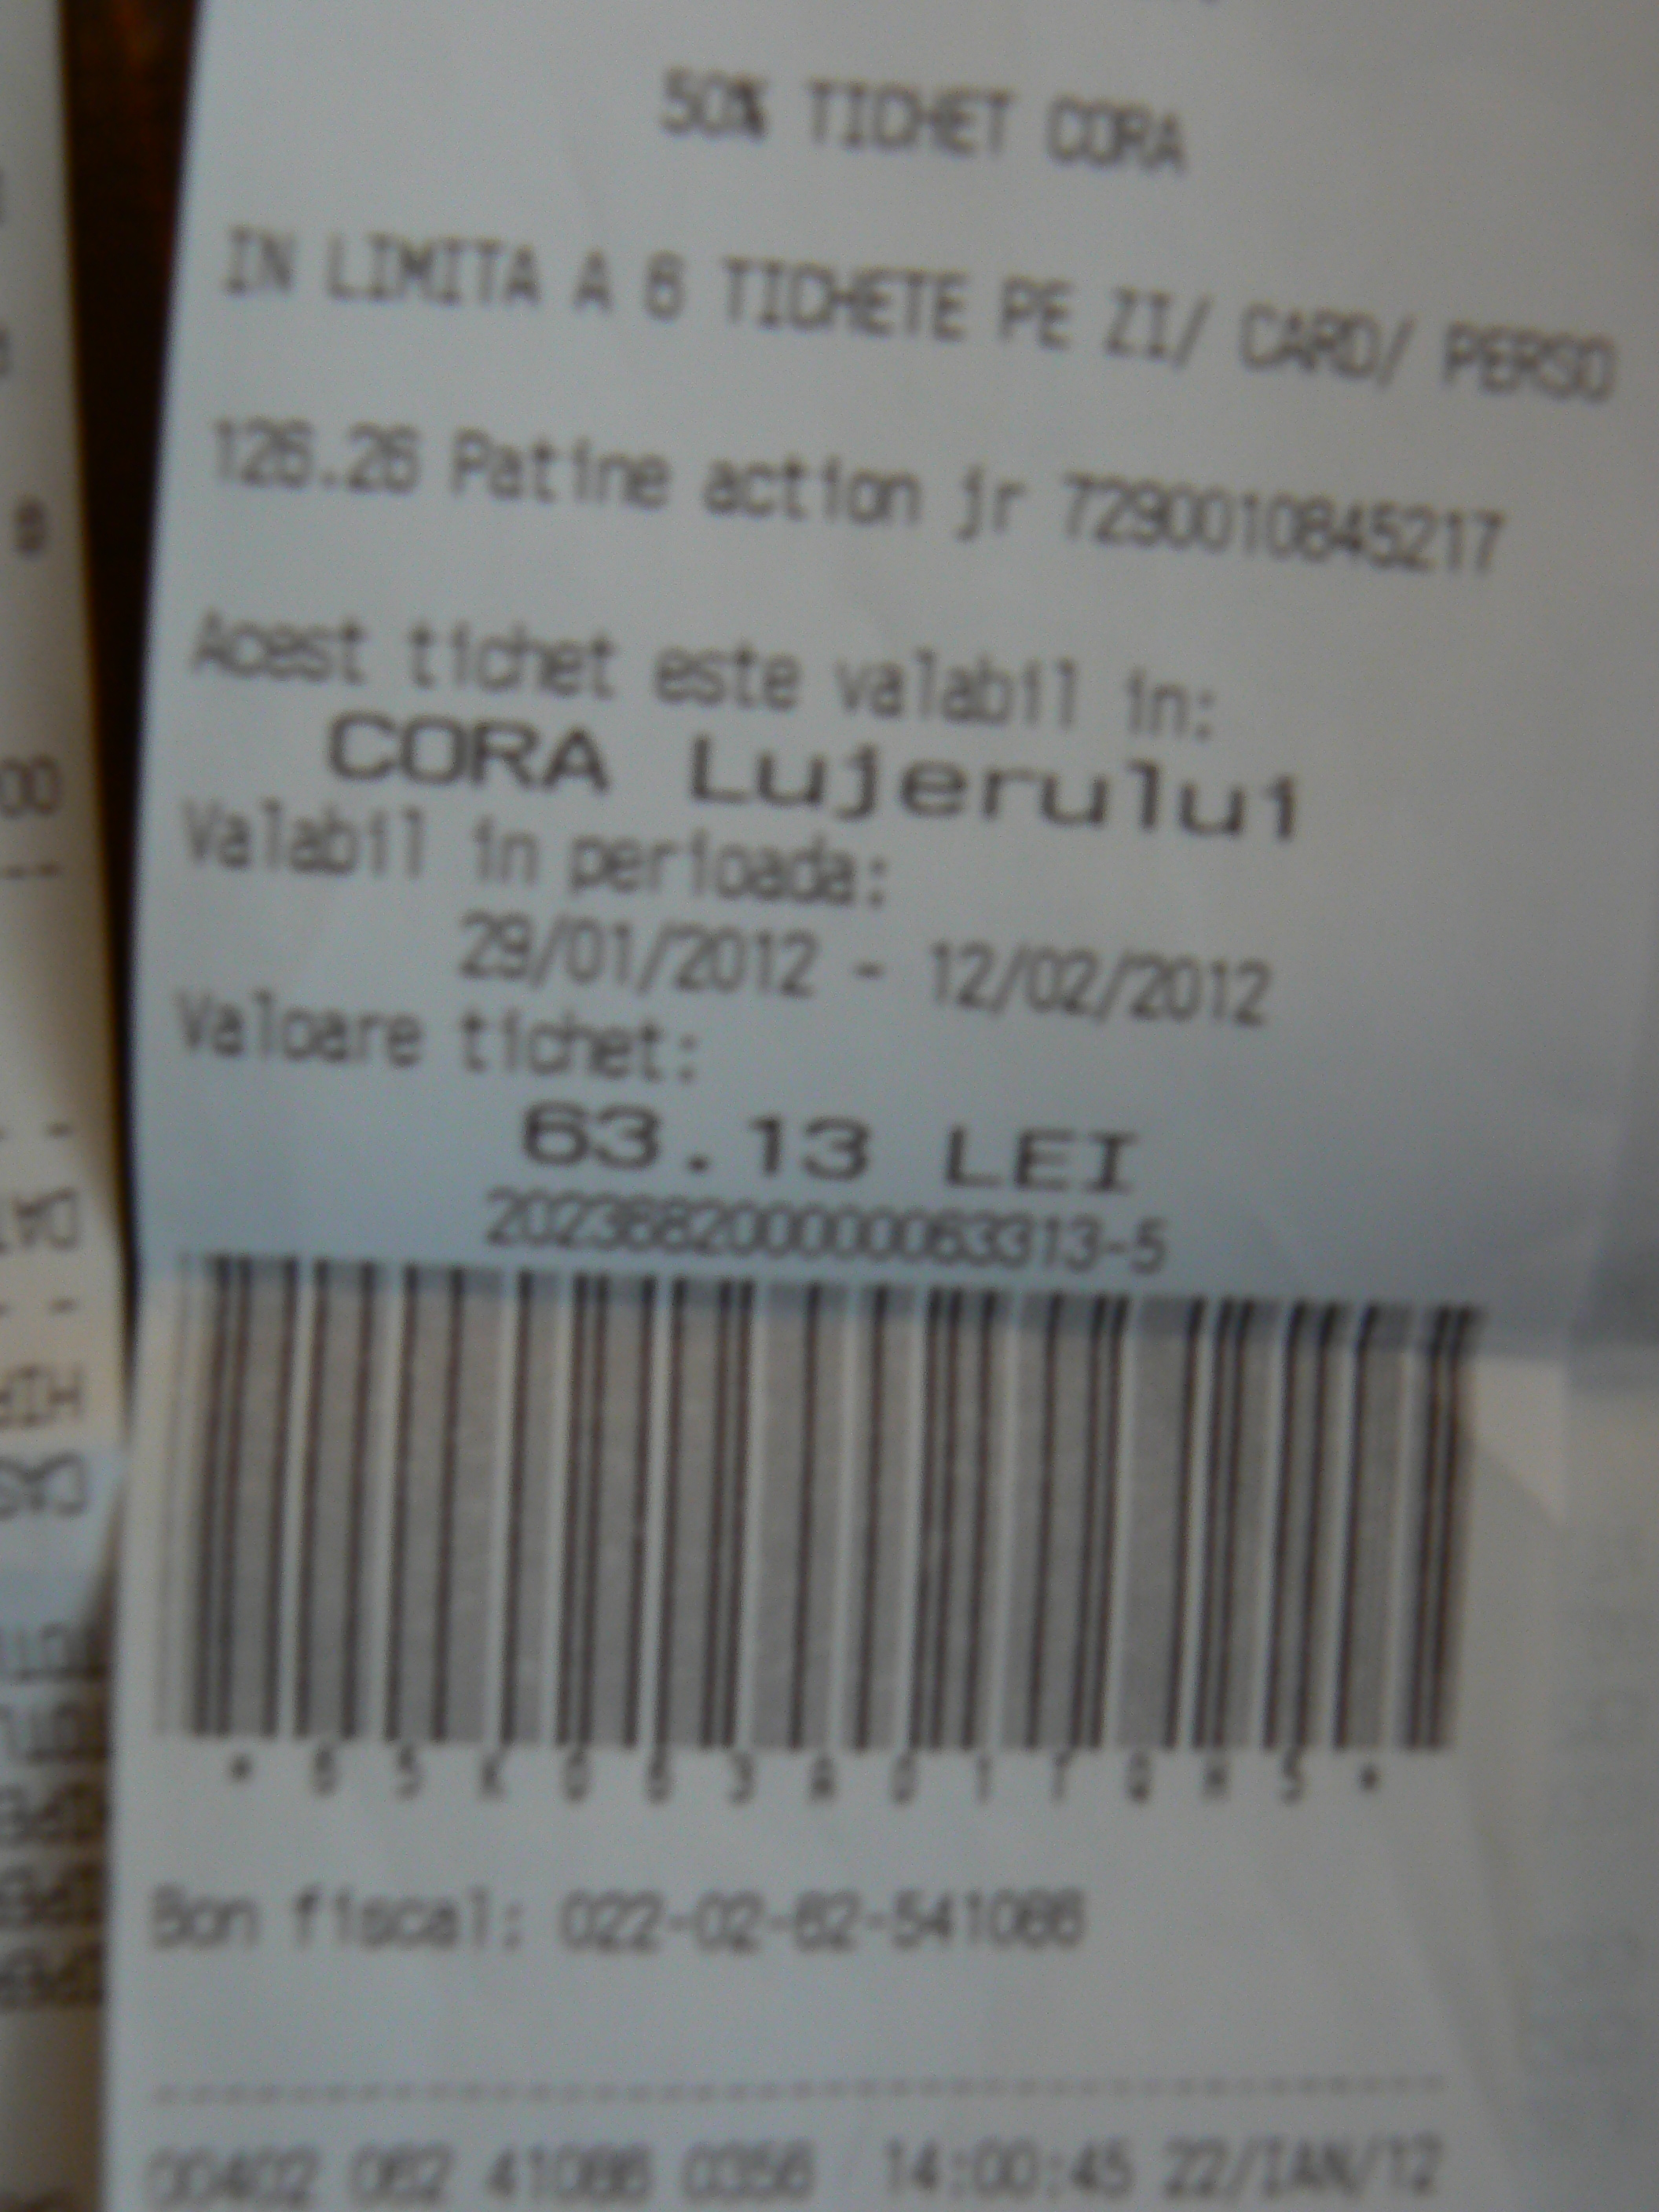 50% TICHET CORA
IN LIMITA A 6 TICHETE PE ZI/ CARD/ PERSO
126.26 Patine action jr 7290010845217
Acest tichet este valabil in:
CORA Lujerului
Valabil in perioada:
29/01/2012 - 12/02/2012
Valoare tichet:
63.13 LEI
202368200000063313-5
Bon fiscal: 022-02-62-541086
00402 062 41086 0356 14:00:45 22/IAN/12